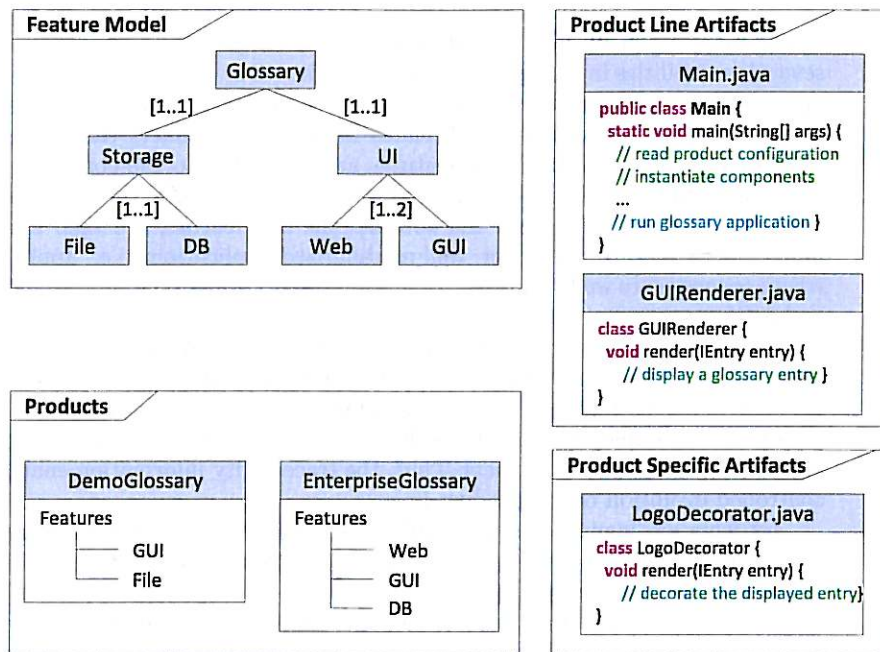 Feature Model
Glossary
[1..1] [1..1]
Storage UI
[1..1] [1..2]
File DB Web GUI
Products
DemoGlossary
Features
GUI
File
EnterpriseGlossary
Features
Web
GUI
DB
Product Line Artifacts
Main.java
public class Main {
static void main(String[] args) {
// read product configuration
// instantiate components
...
// run glossary application }
}
GUIRenderer.java
class GUIRenderer {
void render(IEntry entry) {
// display a glossary entry }
}
Product Specific Artifacts
LogoDecorator.java
class LogoDecorator {
void render(IEntry entry) {
// decorate the displayed entry}
}